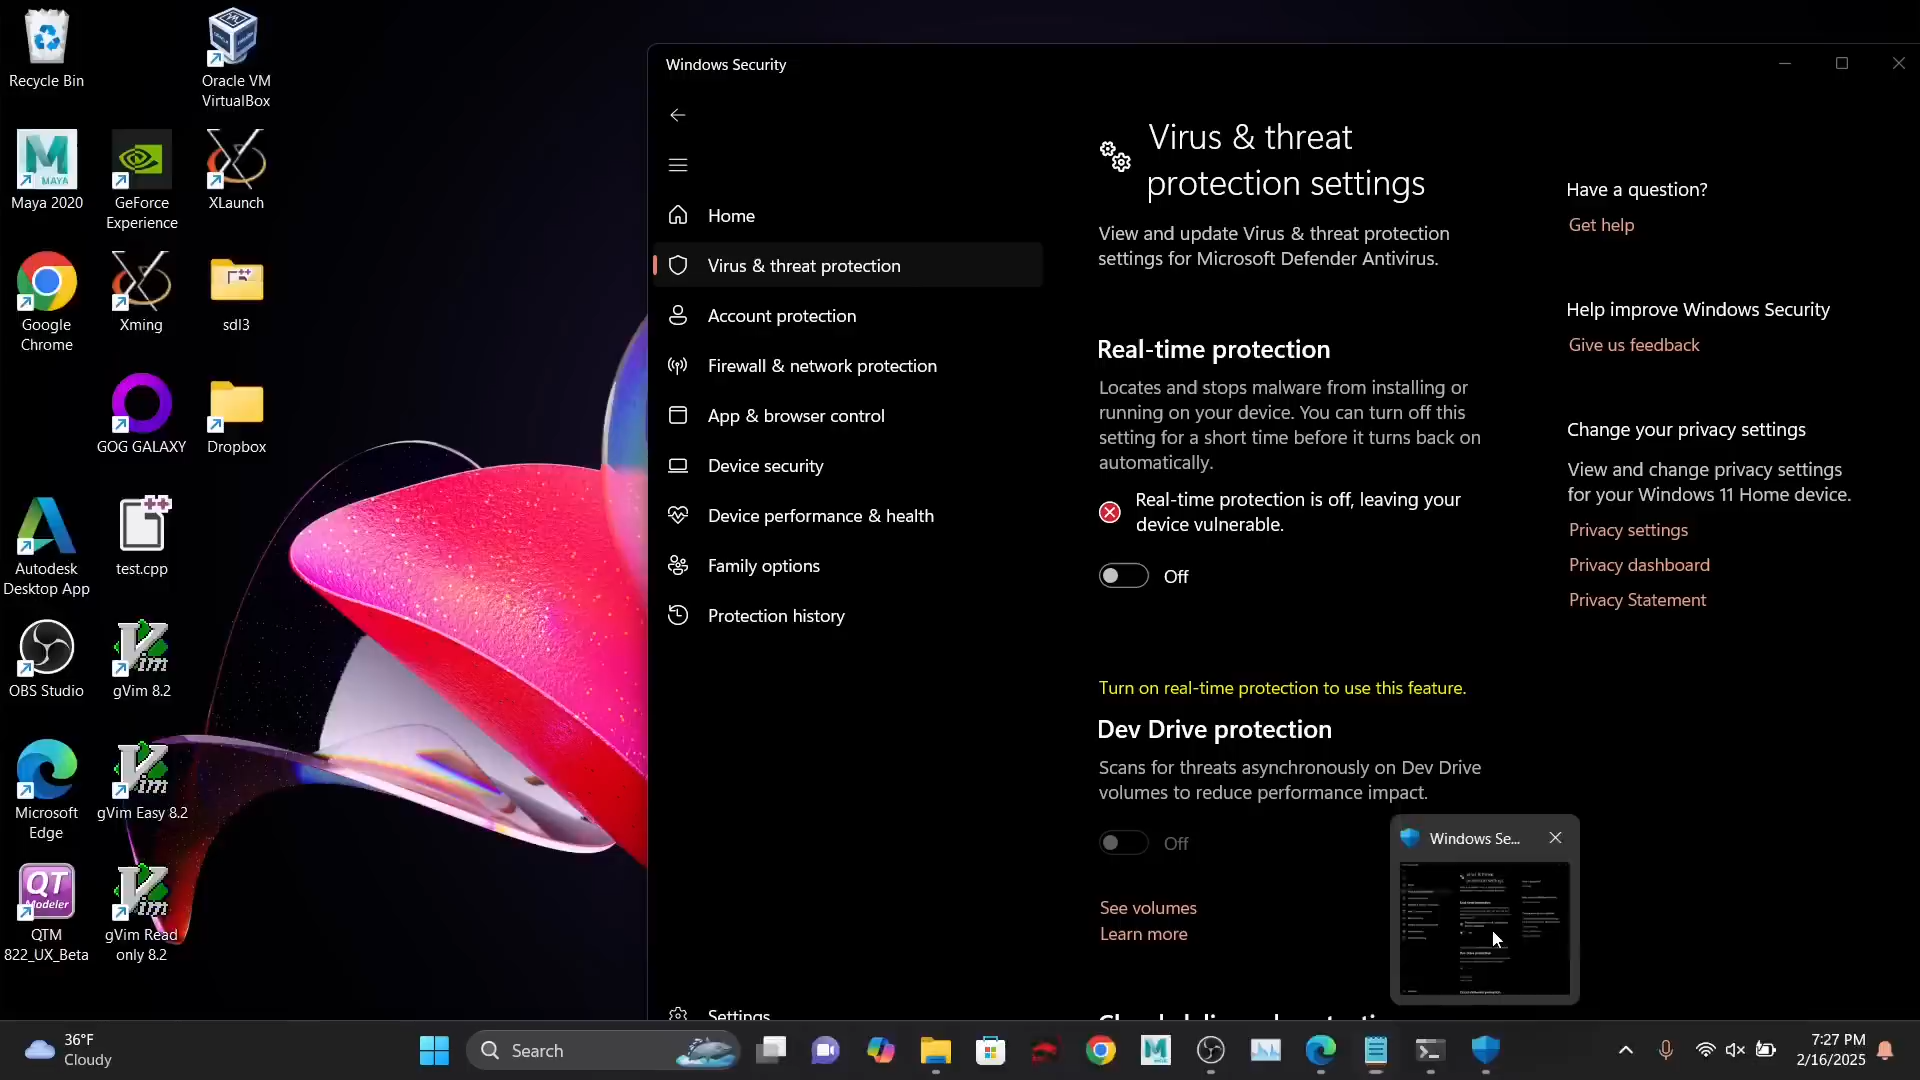 Recycle Bin
Oracle VM
VirtualBox
MAYA
Maya 2020
GeForce
Experience
XLaunch
Google
Chrome
Xming
sdl3
GOG GALAXY
Dropbox
Autodesk
Desktop App
test.cpp
OBS Studio
gVim 8.2
Microsoft
Edge
gVim Easy 8.2
QT
Modeler
QTM
822_UX_Beta
gVim Read
only 8.2
Windows Security
Home
Virus & threat protection
Account protection
Firewall & network protection
App & browser control
Device security
Device performance & health
Family options
Protection history
Settings
Virus & threat
protection settings
View and update Virus & threat protection
settings for Microsoft Defender Antivirus.
Real-time protection
Locates and stops malware from installing or
running on your device. You can turn off this
setting for a short time before it turns back on
automatically.
Real-time protection is off, leaving your
device vulnerable.
Off
Turn on real-time protection to use this feature.
Dev Drive protection
Scans for threats asynchronously on Dev Drive
volumes to reduce performance impact.
Off
See volumes
Learn more
Have a question?
Get help
Help improve Windows Security
Give us feedback
Change your privacy settings
View and change privacy settings
for your Windows 11 Home device.
Privacy settings
Privacy dashboard
Privacy Statement
Windows Se...
36°F
Cloudy
Search
7:27 PM
2/16/2025